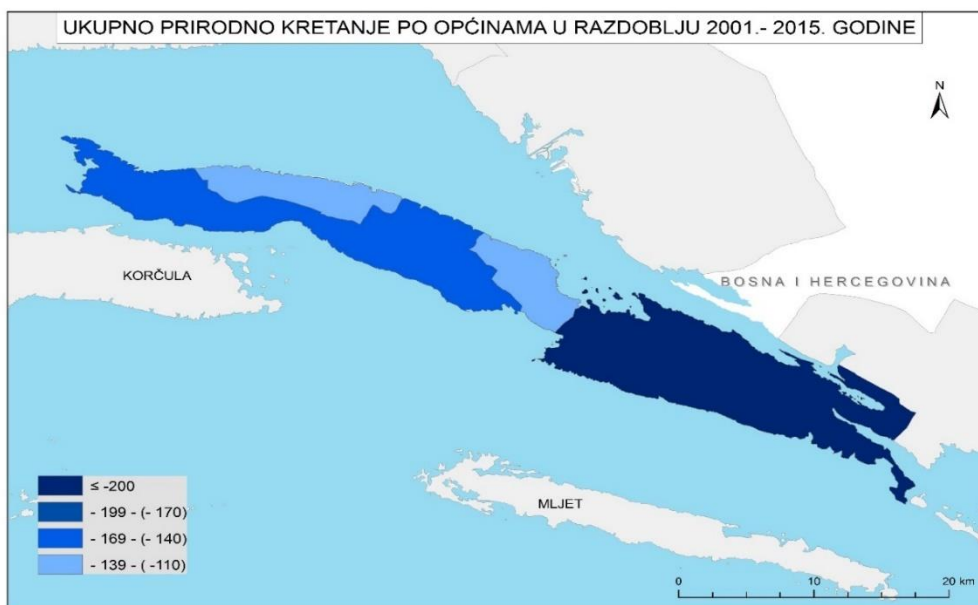 UKUPNO PRIRODNO KRETANJE PO OPĆINAMA U RAZDOBLJU 2001.- 2015. GODINE
N
KORČULA
BOSNA I HERCEGOVINA
MLJET
≤ -200
- 199 - (- 170)
- 169 - (- 140)
- 139 - ( -110)
0 10 20 km